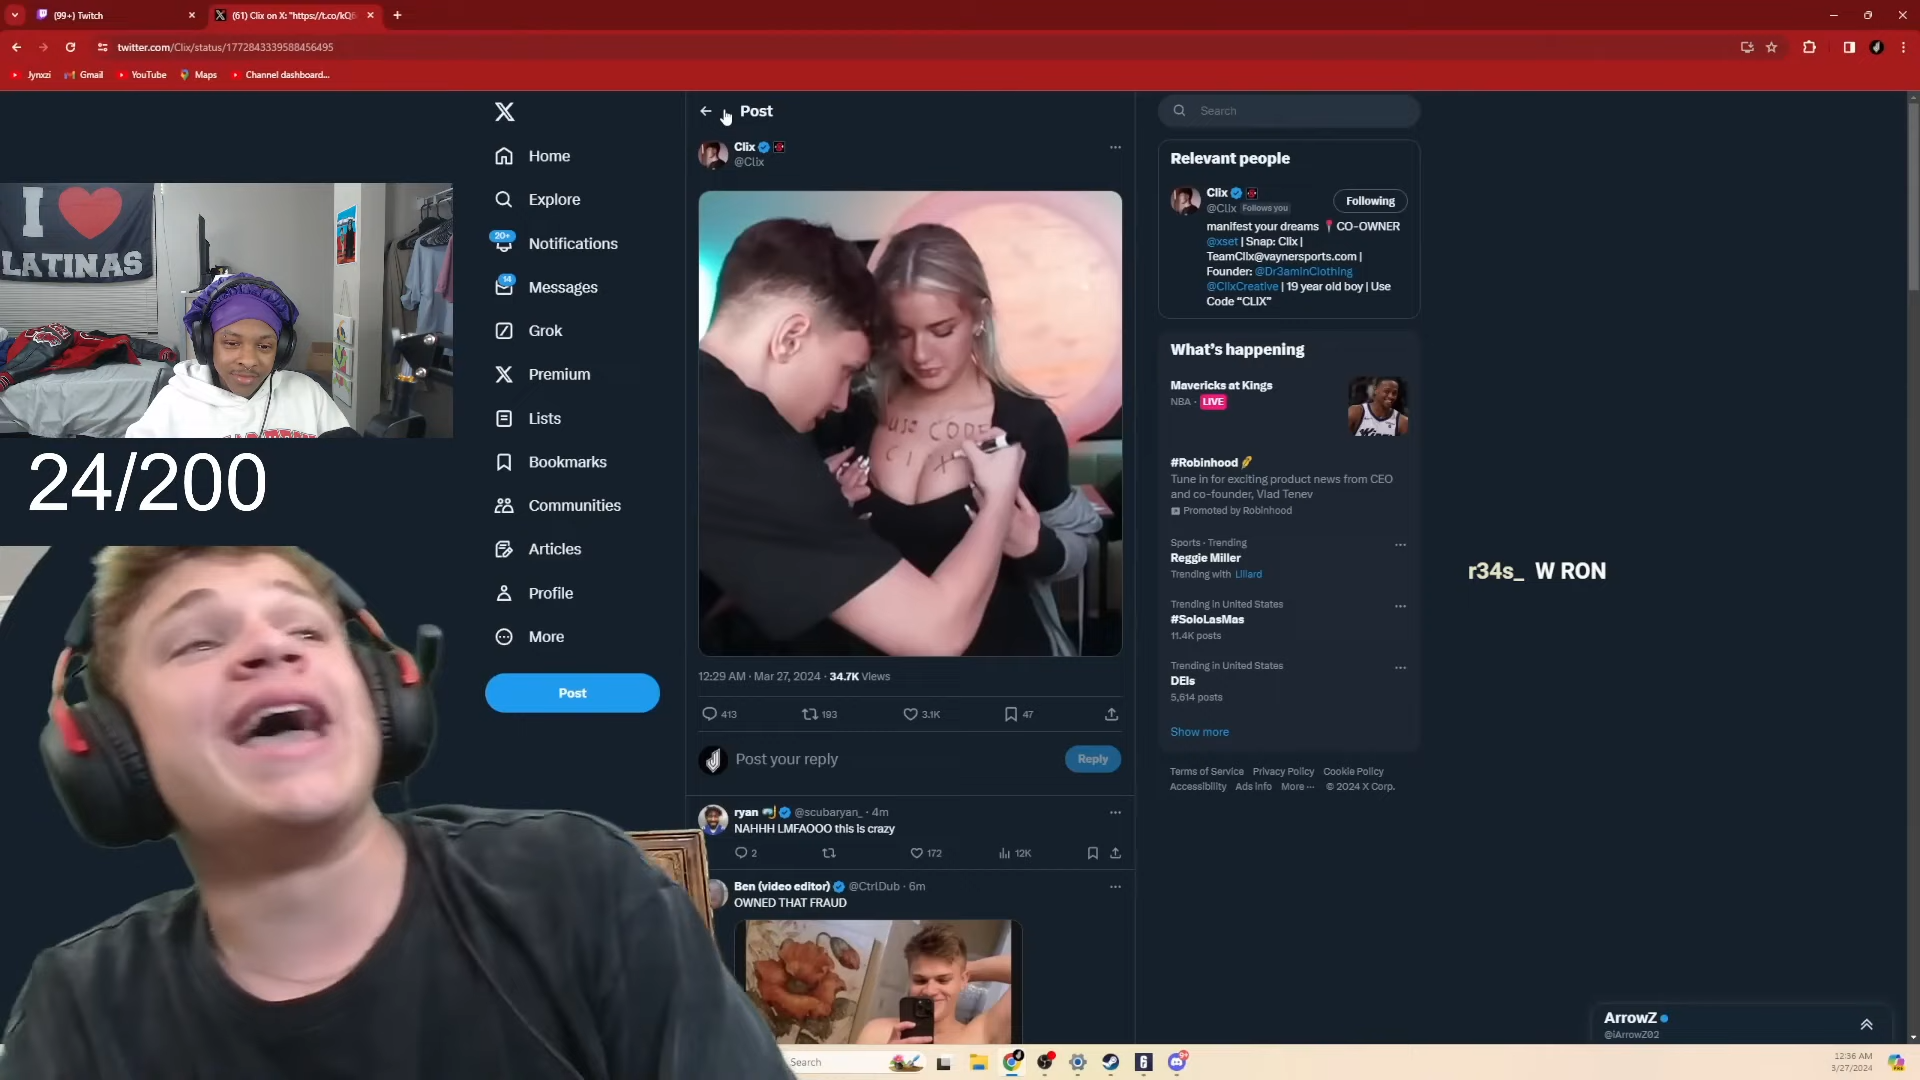 (99+) Twitch
(61) Clix on X: "https://t.co/kQ
twitter.com/Clix/status/1772843339588456495
Jynxzi
Gmail
YouTube
Maps
Channel dashboard...
I
LATINAS
24/200
Home
Explore
20+
Notifications
14
Messages
Grok
Premium
Lists
Bookmarks
Communities
Articles
Profile
More
Post
Post
Clix
@Clix
USE CODE
CLIX
12:29 AM · Mar 27, 2024 · 34.7K Views
413
193
3.1K
47
Post your reply
Reply
ryan @scubaryan_ · 4m
NAHHH LMFAOOO this is crazy
2
172
12K
Ben (video editor) @CtrlDub · 6m
OWNED THAT FRAUD
Search
Relevant people
Clix
@Clix Follows you
Following
manifest your dreams CO-OWNER
@xset | Snap: Clix |
TeamClix@vaynersports.com |
Founder: @Dr3aminClothing
@ClixCreative | 19 year old boy | Use
Code "CLIX"
What's happening
Mavericks at Kings
NBA · LIVE
#Robinhood
Tune in for exciting product news from CEO
and co-founder, Vlad Tenev
Promoted by Robinhood
Sports · Trending
Reggie Miller
Trending with Lillard
Trending in United States
#SoloLasMas
11.4K posts
Trending in United States
DEIs
5,614 posts
Show more
Terms of Service Privacy Policy Cookie Policy
Accessibility Ads info More ··· © 2024 X Corp.
r34s_ W RON
ArrowZ
@iArrowZ02
Search
12:36 AM
3/27/2024